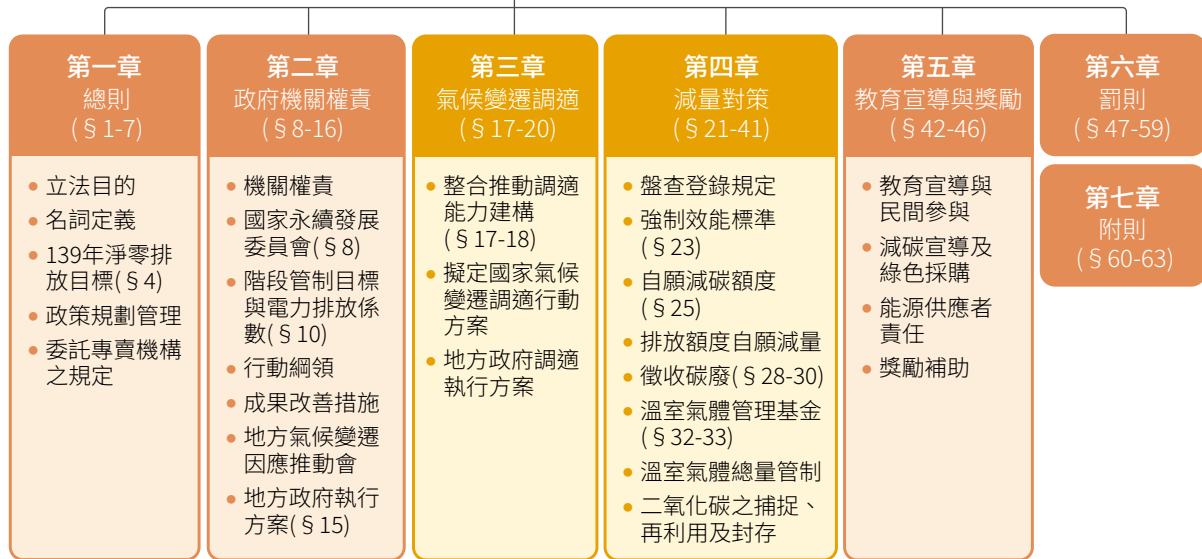 第一章
總則
(§1-7)
• 立法目的
• 名詞定義
• 139年淨零排
放目標(§4)
• 政策規劃管理
• 委託專賣機構
之規定
第二章
政府機關權責
(§8-16)
• 機關權責
• 國家永續發展
委員會(§8)
• 階段管制目標
與電力排放係
數(§10)
• 行動綱領
• 成果改善措施
• 地方氣候變遷
因應推動會
• 地方政府執行
方案(§15)
第三章
氣候變遷調適
(§17-20)
• 整合推動調適
能力建構
(§17-18)
• 擬定國家氣候
變遷調適行動
方案
• 地方政府調適
執行方案
第四章
減量對策
(§21-41)
• 盤查登錄規定
• 強制效能標準
(§23)
• 自願減碳額度
(§25)
• 排放額度自願減量
• 徵收碳廢(§28-30)
• 溫室氣體管理基金
(§32-33)
• 溫室氣體總量管制
• 二氧化碳之捕捉、
再利用及封存
第五章
教育宣導與獎勵
(§42-46)
• 教育宣導與
民間參與
• 減碳宣導及
綠色採購
• 能源供應者
責任
• 獎勵補助
第六章
罰則
(§47-59)
第七章
附則
(§60-63)